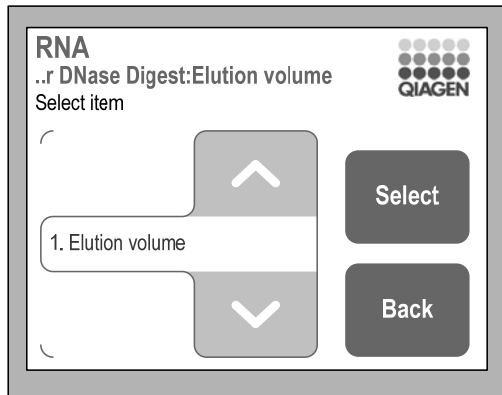 RNA
..r DNase Digest:Elution volume
Select item
QIAGEN
1. Elution volume
Select
Back